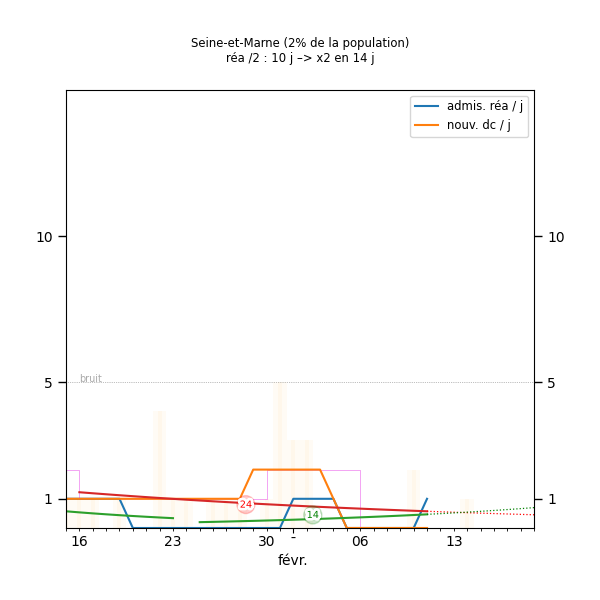 Seine-et-Marne (2% de la population)
réa /2 : 10 j –> x2 en 14 j
admis. réa / j
nouv. dc / j
10
10
bruit
5
5
24
14
1
1
16
23
30
-
06
13
févr.